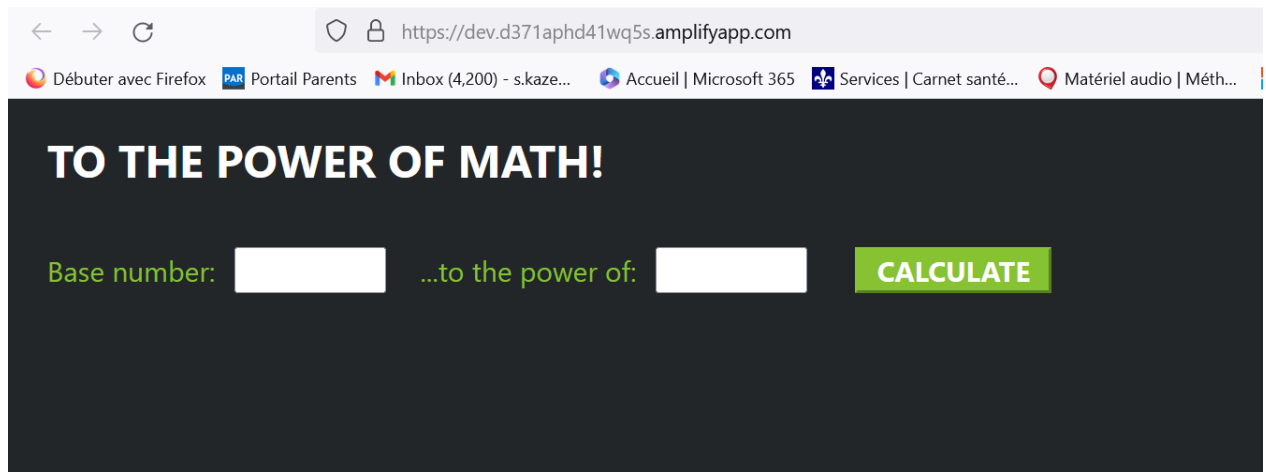 https://dev.d371aphd41wq5s.amplifyapp.com
Débuter avec Firefox PAR Portail Parents Inbox (4,200) - s.kaze... Accueil | Microsoft 365 Services | Carnet santé... Matériel audio | Méth...
TO THE POWER OF MATH!
Base number: ...to the power of: CALCULATE